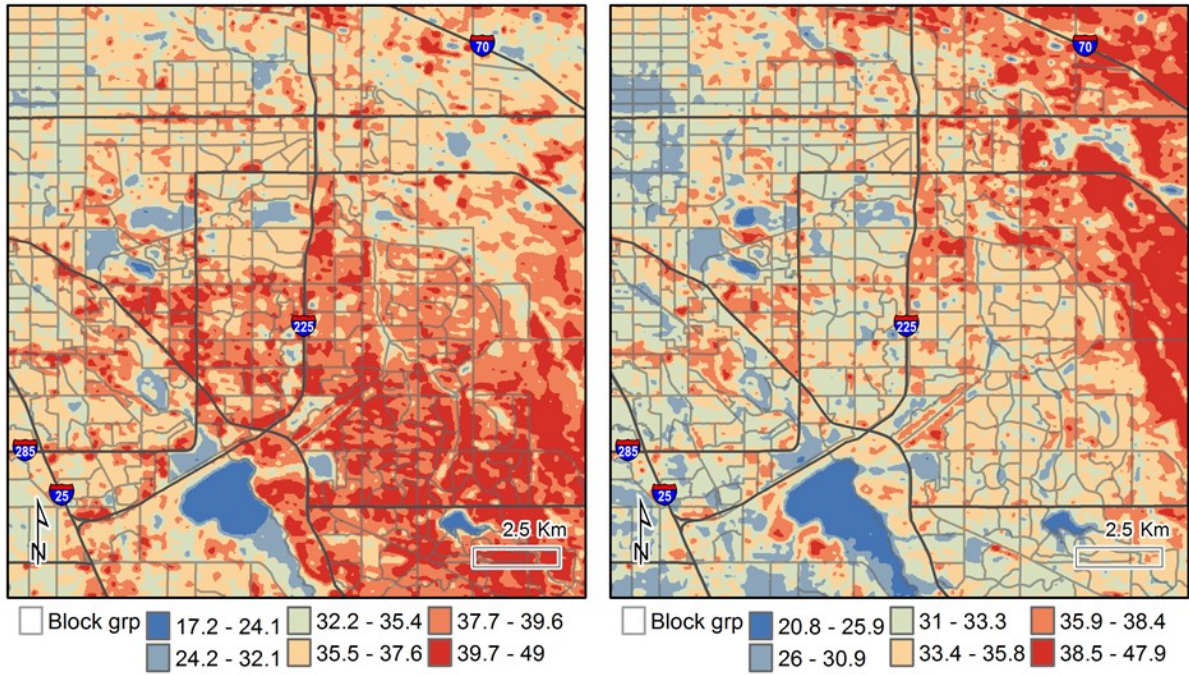 70
225
285
25
N
2.5 Km
Block grp
17.2 - 24.1
32.2 - 35.4
37.7 - 39.6
24.2 - 32.1
35.5 - 37.6
39.7 - 49
70
225
285
25
N
2.5 Km
Block grp
20.8 - 25.9
31 - 33.3
35.9 - 38.4
26 - 30.9
33.4 - 35.8
38.5 - 47.9